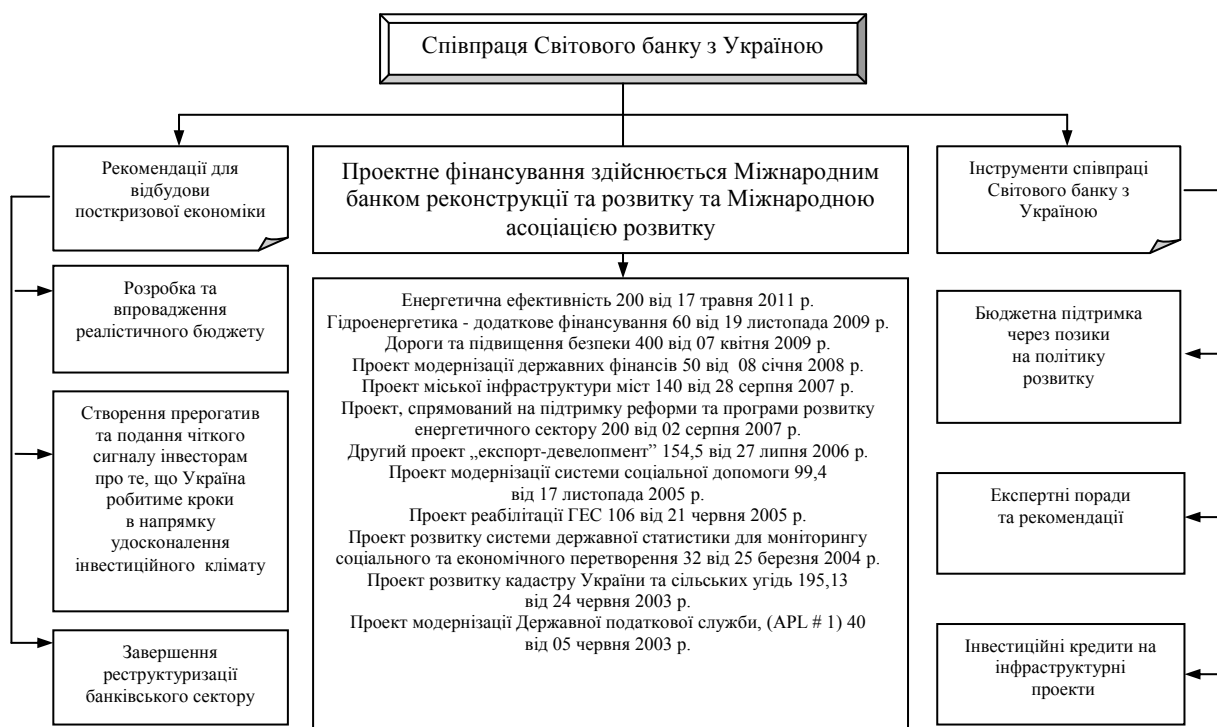 Співпраця Світового банку з Україною
Рекомендації для
відбудови
посткризової економіки
Розробка та
впровадження
реалістичного бюджету
Створення прерогатив
та подання чіткого
сигналу інвесторам
про те, що Україна
робитиме кроки
в напрямку
удосконалення
інвестиційного клімату
Завершення
реструктуризації
банківського сектору
Проектне фінансування здійснюється Міжнародним
банком реконструкції та розвитку та Міжнародною
асоціацією розвитку
Енергетична ефективність 200 від 17 травня 2011 р.
Гідроенергетика - додаткове фінансування 60 від 19 листопада 2009 р.
Дороги та підвищення безпеки 400 від 07 квітня 2009 р.
Проект модернізації державних фінансів 50 від 08 січня 2008 р.
Проект міської інфраструктури міст 140 від 28 серпня 2007 р.
Проект, спрямований на підтримку реформи та програми розвитку
енергетичного сектору 200 від 02 серпня 2007 р.
Другий проект „експорт-девелопмент” 154,5 від 27 липня 2006 р.
Проект модернізації системи соціальної допомоги 99,4
від 17 листопада 2005 р.
Проект реабілітації ГЕС 106 від 21 червня 2005 р.
Проект розвитку системи державної статистики для моніторингу
соціального та економічного перетворення 32 від 25 березня 2004 р.
Проект розвитку кадастру України та сільських угідь 195,13
від 24 червня 2003 р.
Проект модернізації Державної податкової служби, (APL # 1) 40
від 05 червня 2003 р.
Інструменти співпраці
Світового банку з
Україною
Бюджетна підтримка
через позики
на політику
розвитку
Експертні поради
та рекомендації
Інвестиційні кредити на
інфраструктурні
проекти